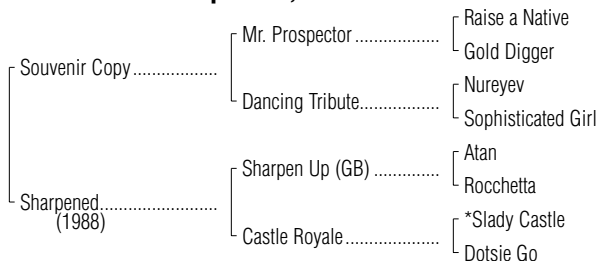 Raise a Native
Mr. Prospector ..................
Gold Digger
Souvenir Copy ..................
Nureyev
Dancing Tribute.................
Sophisticated Girl
Atan
Sharpen Up (GB) ..............
Rocchetta
Sharpened.........................
(1988)
*Slady Castle
Castle Royale....................
Dotsie Go